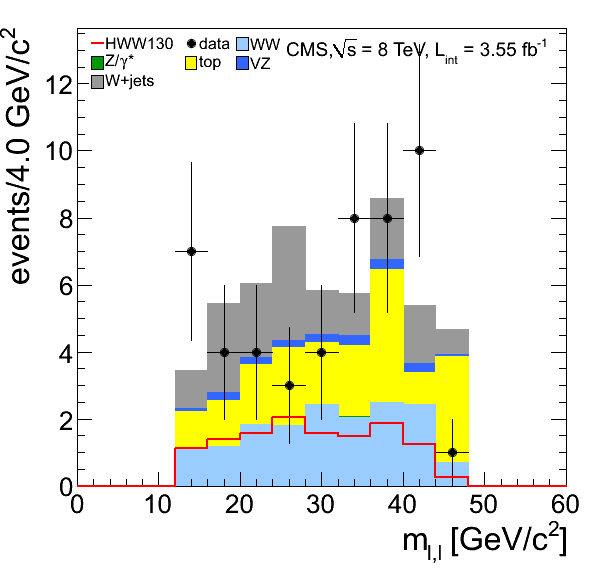 HWW130 data WW CMS,√s = 8 TeV, L_int = 3.55 fb⁻¹
Z/γ* top VZ
W+jets
events/4.0 GeV/c²
12
10
8
6
4
2
0
0 10 20 30 40 50 60
m_l,l [GeV/c²]